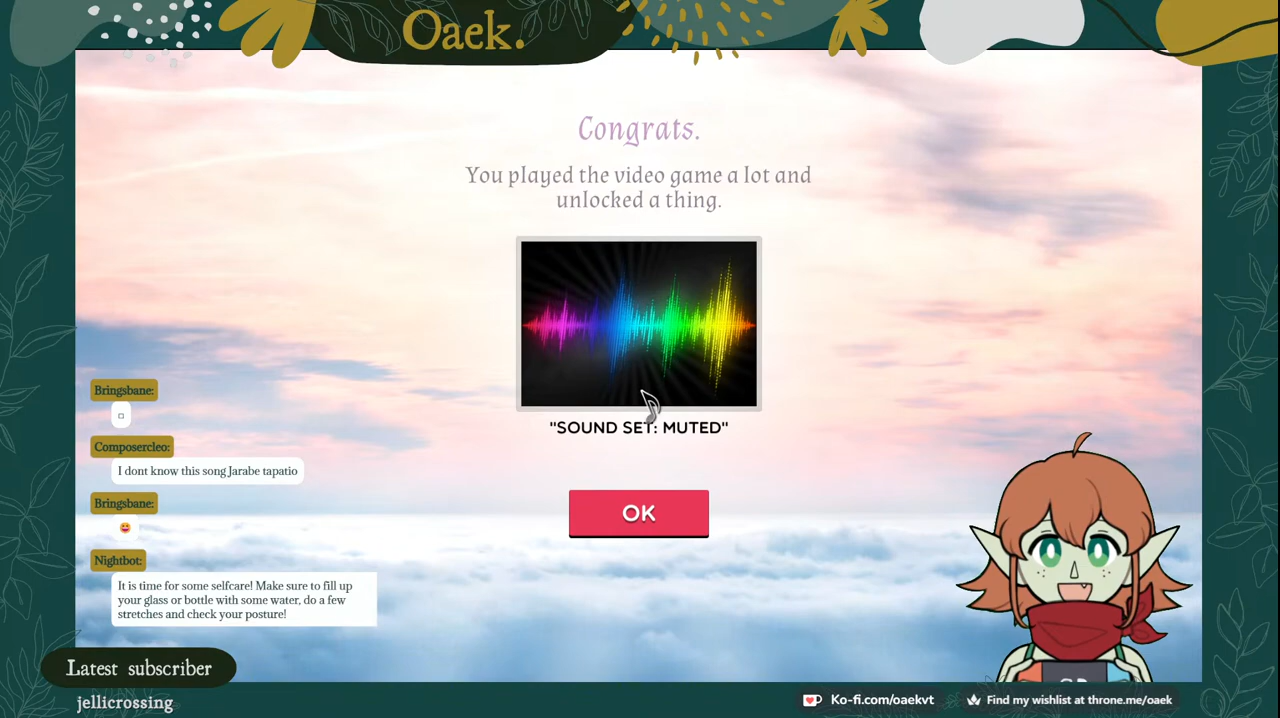 Oaek.
Congrats.
You played the video game a lot and
unlocked a thing.
"SOUND SET: MUTED"
OK
Bringsbane:
Composercleo:
I dont know this song Jarabe tapatio
Bringsbane:
Nightbot:
It is time for some selfcare! Make sure to fill up
your glass or bottle with some water, do a few
stretches and check your posture!
Latest subscriber
jellicrossing
Ko-fi.com/oaekvt
Find my wishlist at throne.me/oaek